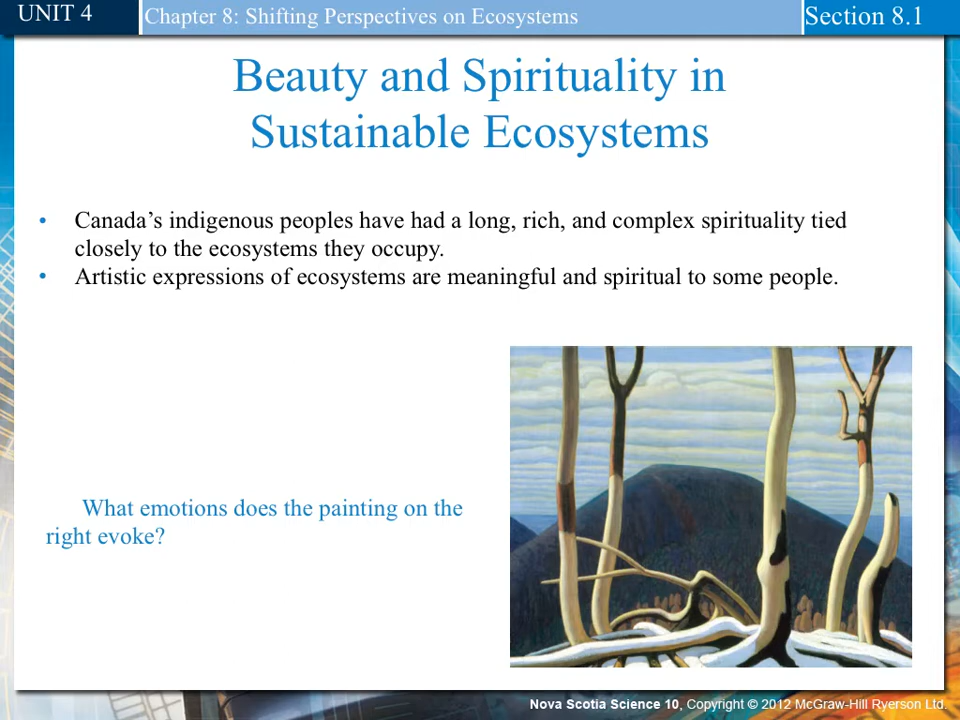 UNIT 4
Chapter 8: Shifting Perspectives on Ecosystems
Section 8.1
Beauty and Spirituality in
Sustainable Ecosystems
• Canada’s indigenous peoples have had a long, rich, and complex spirituality tied
closely to the ecosystems they occupy.
• Artistic expressions of ecosystems are meaningful and spiritual to some people.
What emotions does the painting on the
right evoke?
Nova Scotia Science 10, Copyright © 2012 McGraw-Hill Ryerson Ltd.